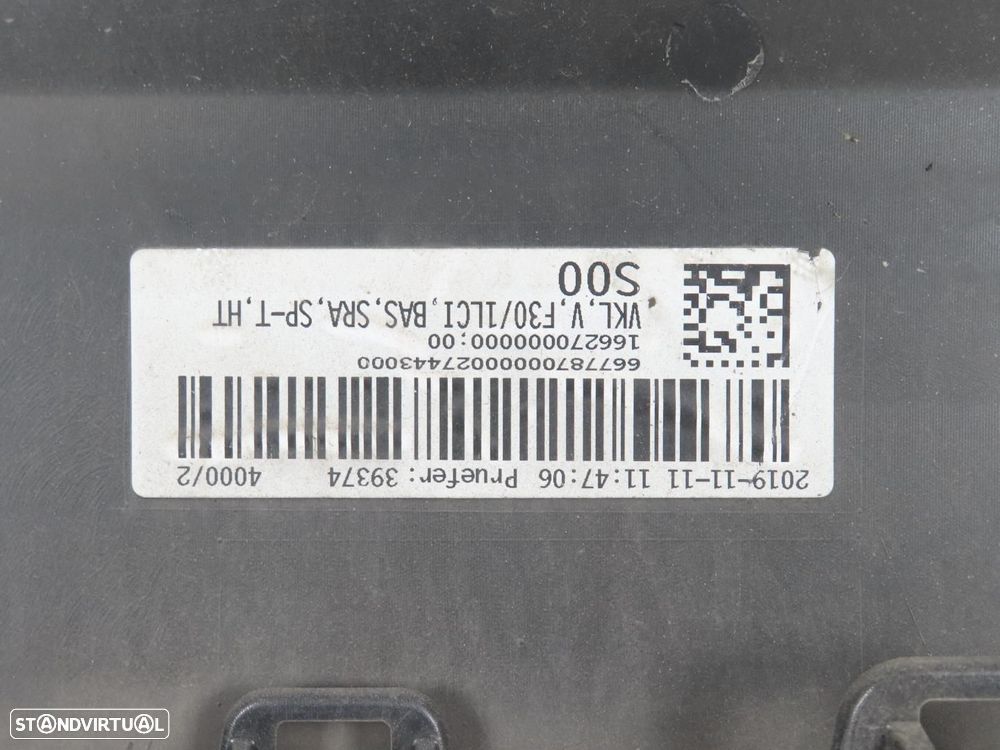 2019-11-11 11:47:06 Pruefer: 39374 4000/2
6677870000027443000
166270000000;00
VKL,V,F30/1LCI,BAS,SRA,SP-T,HT
S00
STANDVIRTUAL